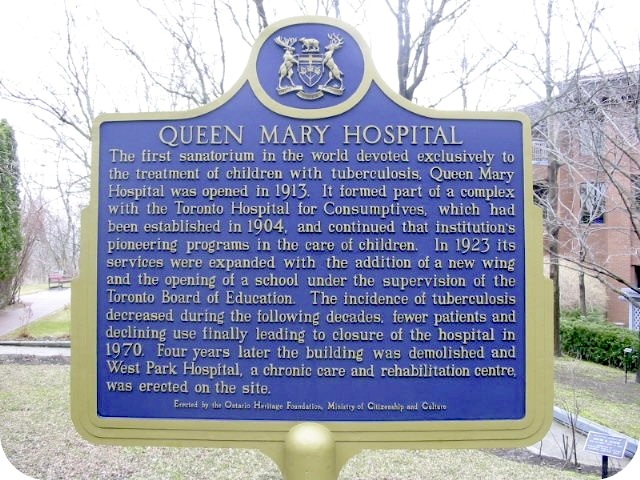 QUEEN MARY HOSPITAL
The first sanatorium in the world devoted exclusively to
the treatment of children with tuberculosis, Queen Mary
Hospital was opened in 1913. It formed part of a complex
with the Toronto Hospital for Consumptives, which had
been established in 1904, and continued that institution's
pioneering programs in the care of children. In 1923 its
services were expanded with the addition of a new wing
and the opening of a school under the supervision of the
Toronto Board of Education. The incidence of tuberculosis
decreased during the following decades, fewer patients and
declining use finally leading to closure of the hospital in
1970. Four years later the building was demolished and
West Park Hospital, a chronic care and rehabilitation centre,
was erected on the site.
Erected by the Ontario Heritage Foundation, Ministry of Citizenship and Culture